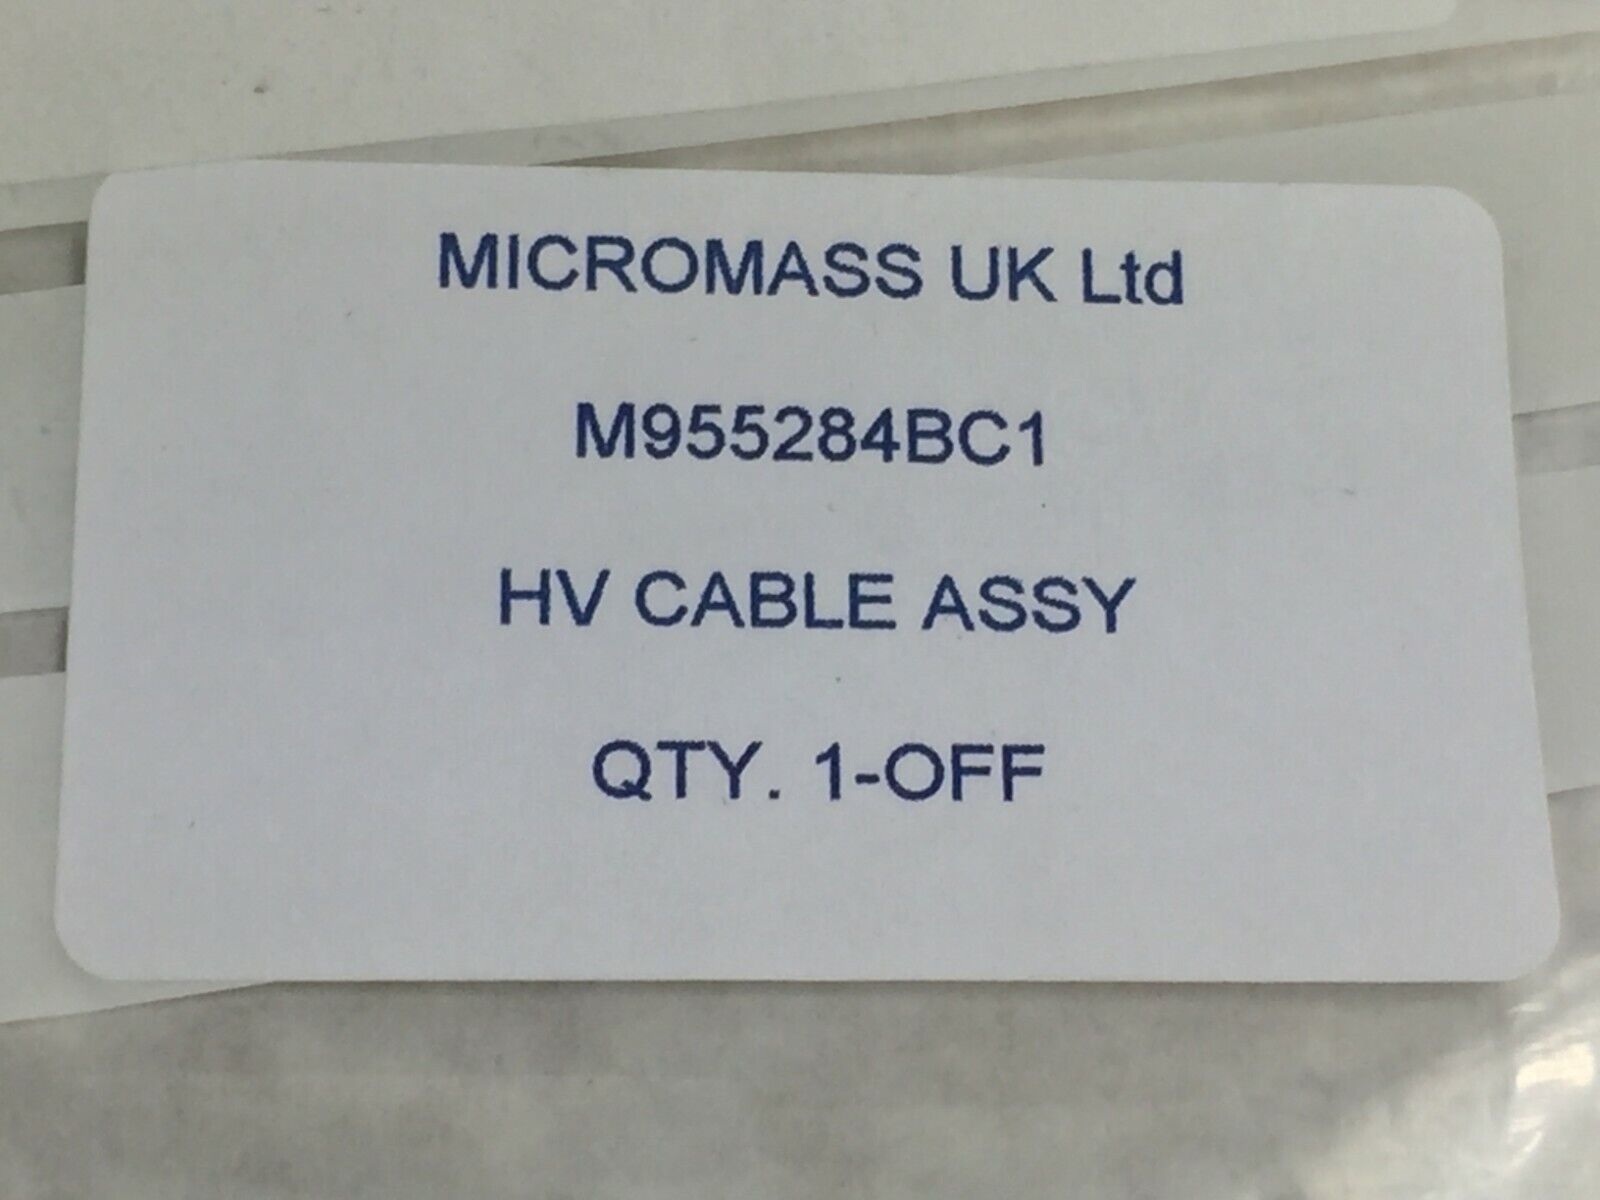 MICROMASS UK Ltd
M955284BC1
HV CABLE ASSY
QTY. 1-OFF